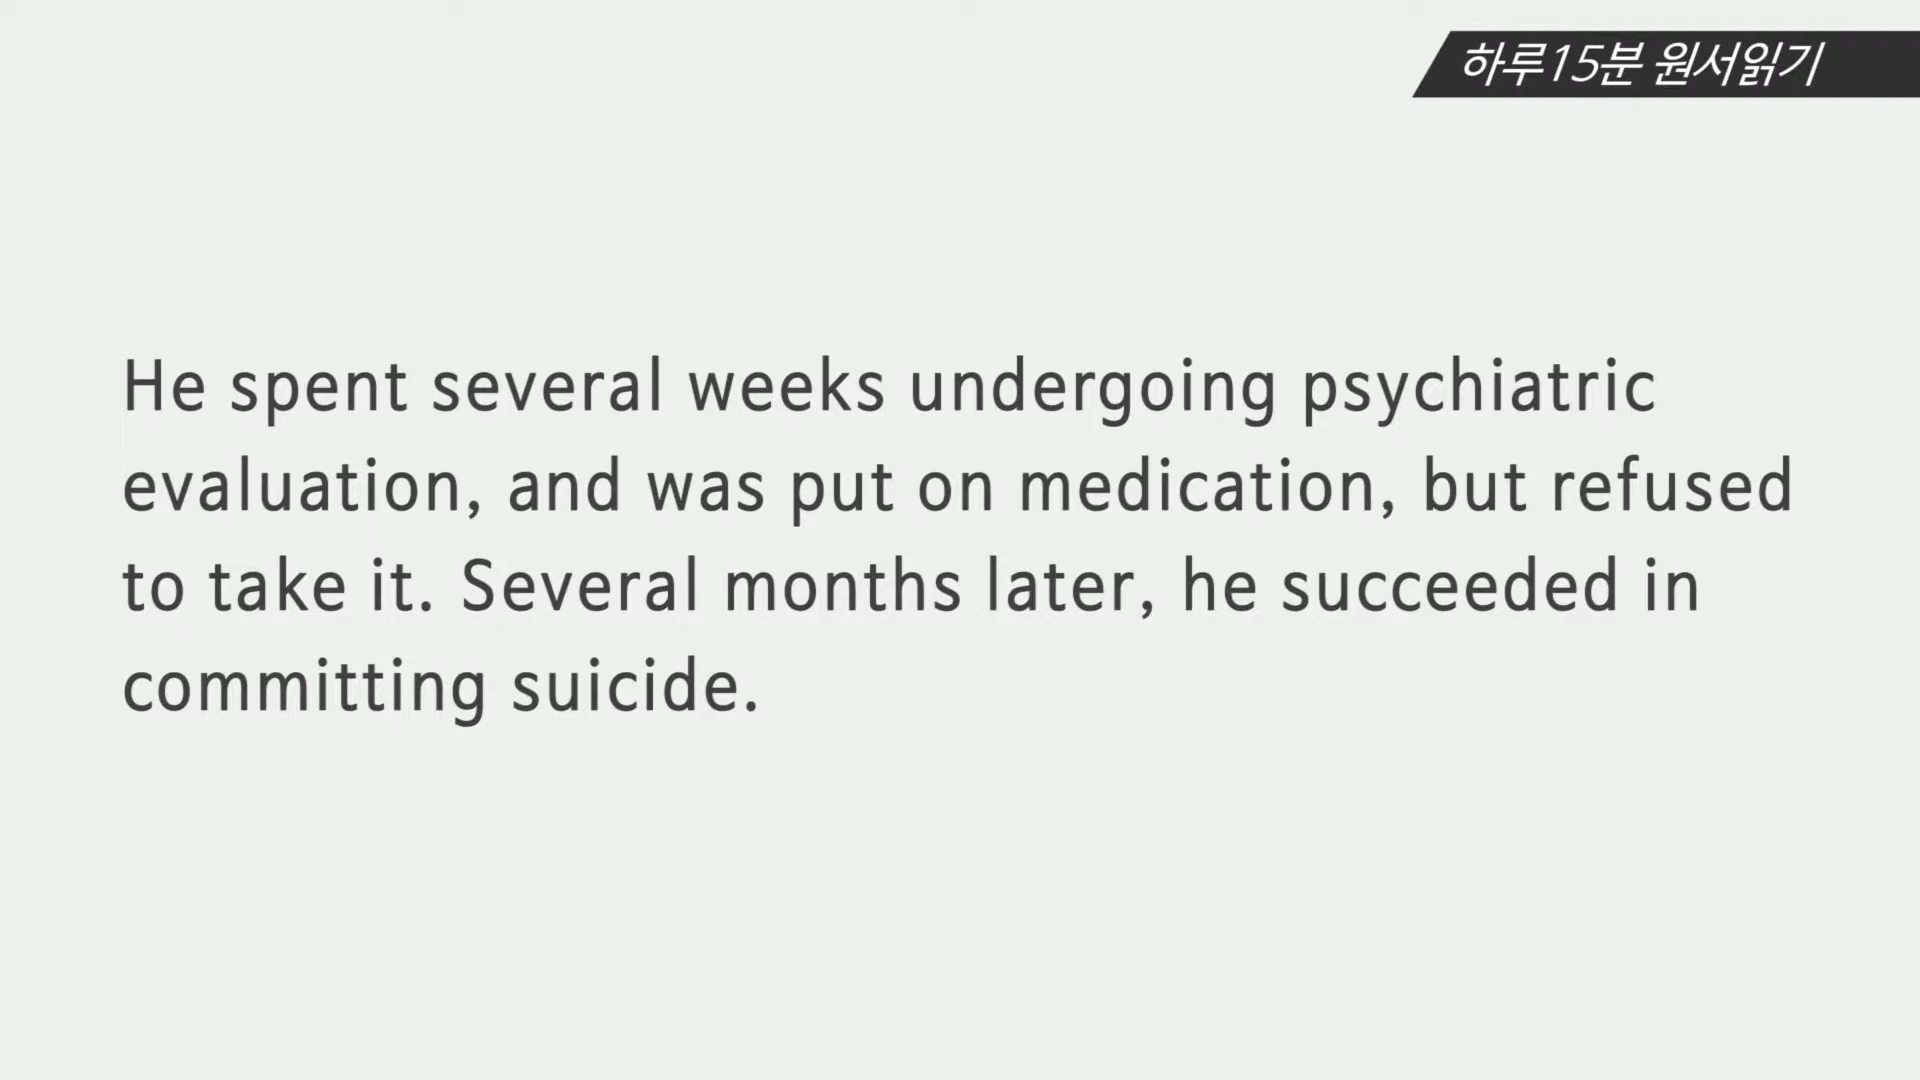 하루15분 원서읽기
He spent several weeks undergoing psychiatric
evaluation, and was put on medication, but refused
to take it. Several months later, he succeeded in
committing suicide.